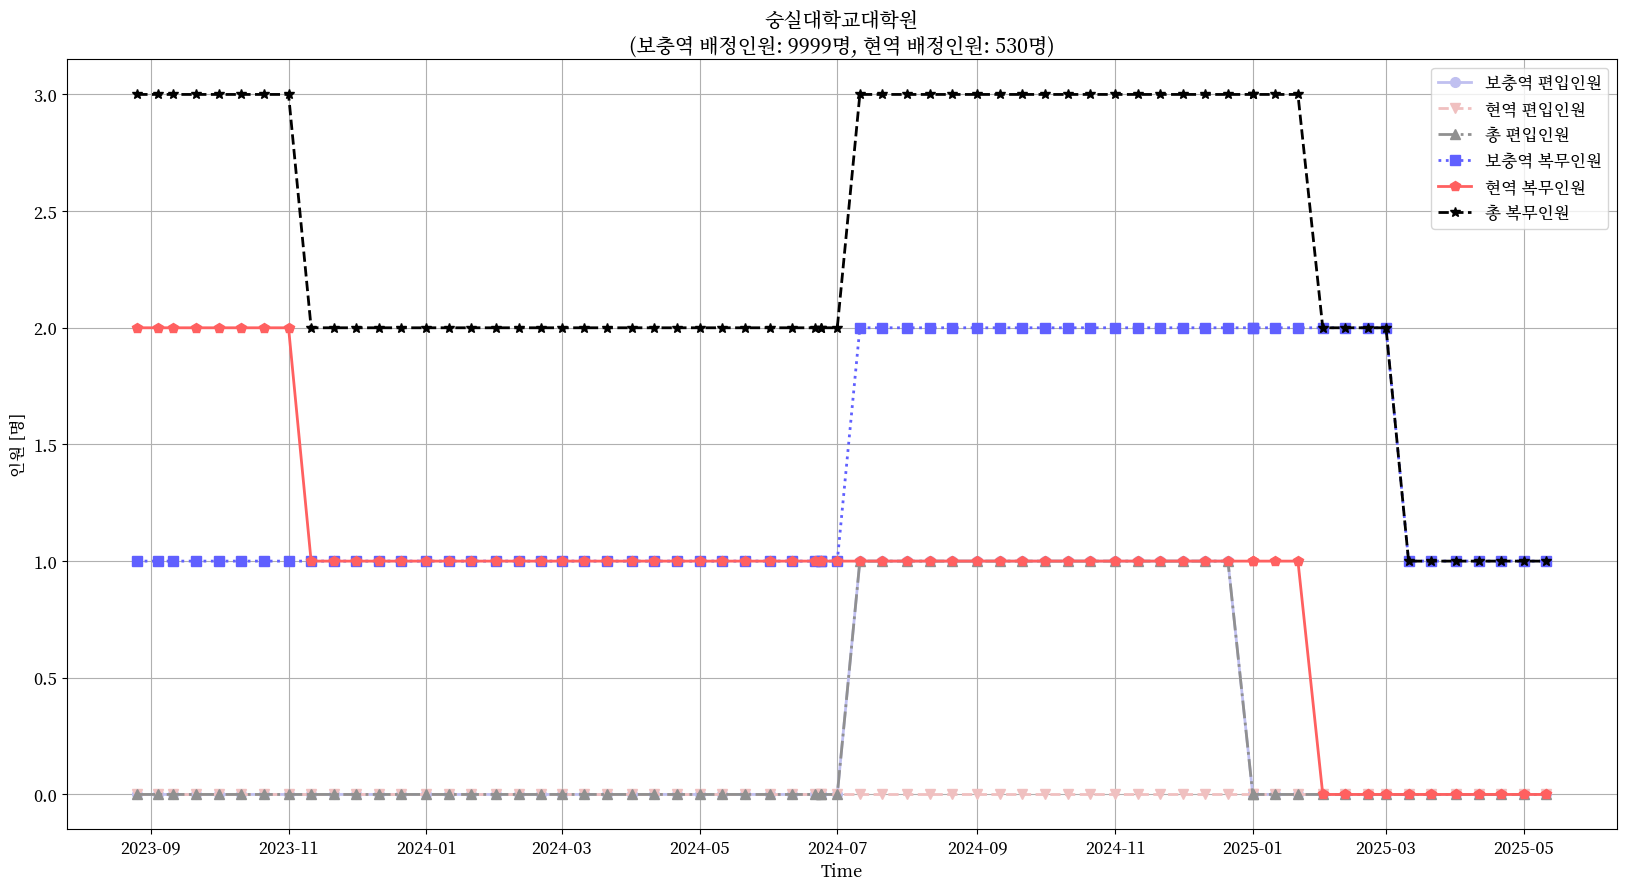 숭실대학교대학원
(보충역 배정인원: 9999명, 현역 배정인원: 530명)
보충역 편입인원
현역 편입인원
총 편입인원
보충역 복무인원
현역 복무인원
총 복무인원
3.0
2.5
2.0
1.5
1.0
0.5
0.0
인원 [명]
2023-09 2023-11 2024-01 2024-03 2024-05 2024-07 2024-09 2024-11 2025-01 2025-03 2025-05
Time